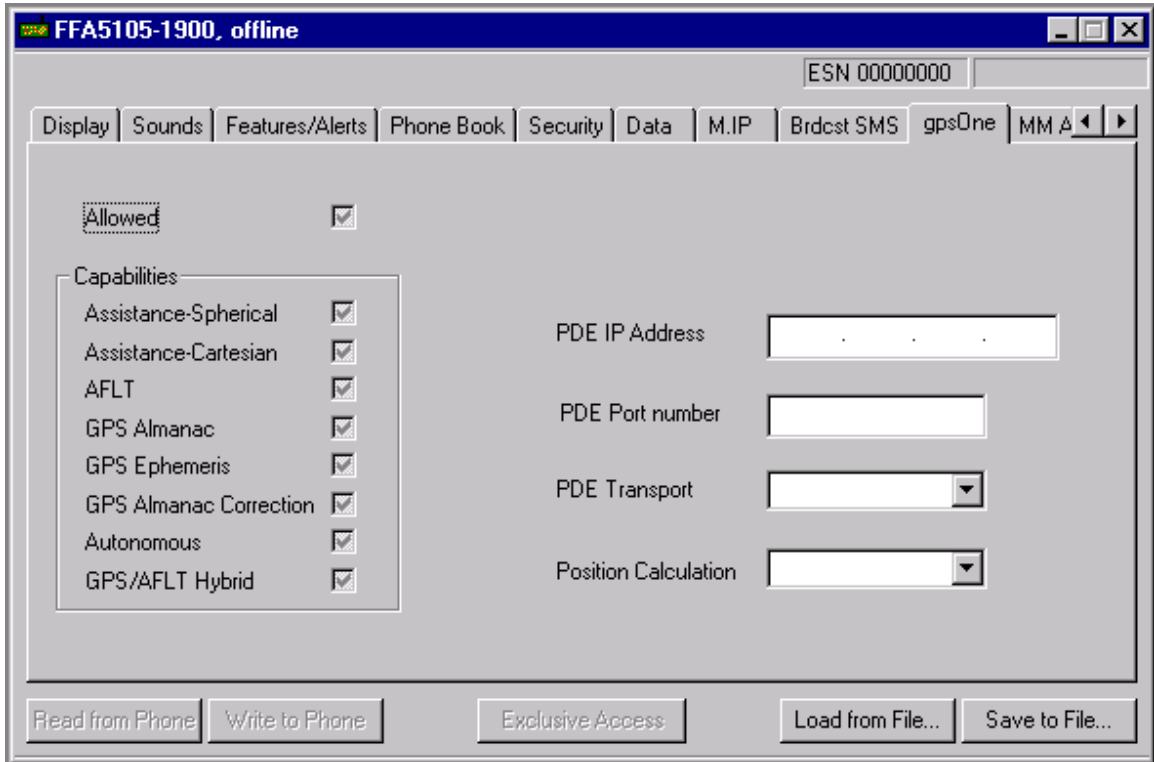 FFA5105-1900, offline
ESN 00000000
Display Sounds Features/Alerts Phone Book Security Data M.IP Brdcst SMS gpsOne MM A
Allowed
Capabilities
Assistance-Spherical
Assistance-Cartesian
AFLT
GPS Almanac
GPS Ephemeris
GPS Almanac Correction
Autonomous
GPS/AFLT Hybrid
PDE IP Address . . .
PDE Port number
PDE Transport
Position Calculation
Read from Phone Write to Phone Exclusive Access Load from File... Save to File...